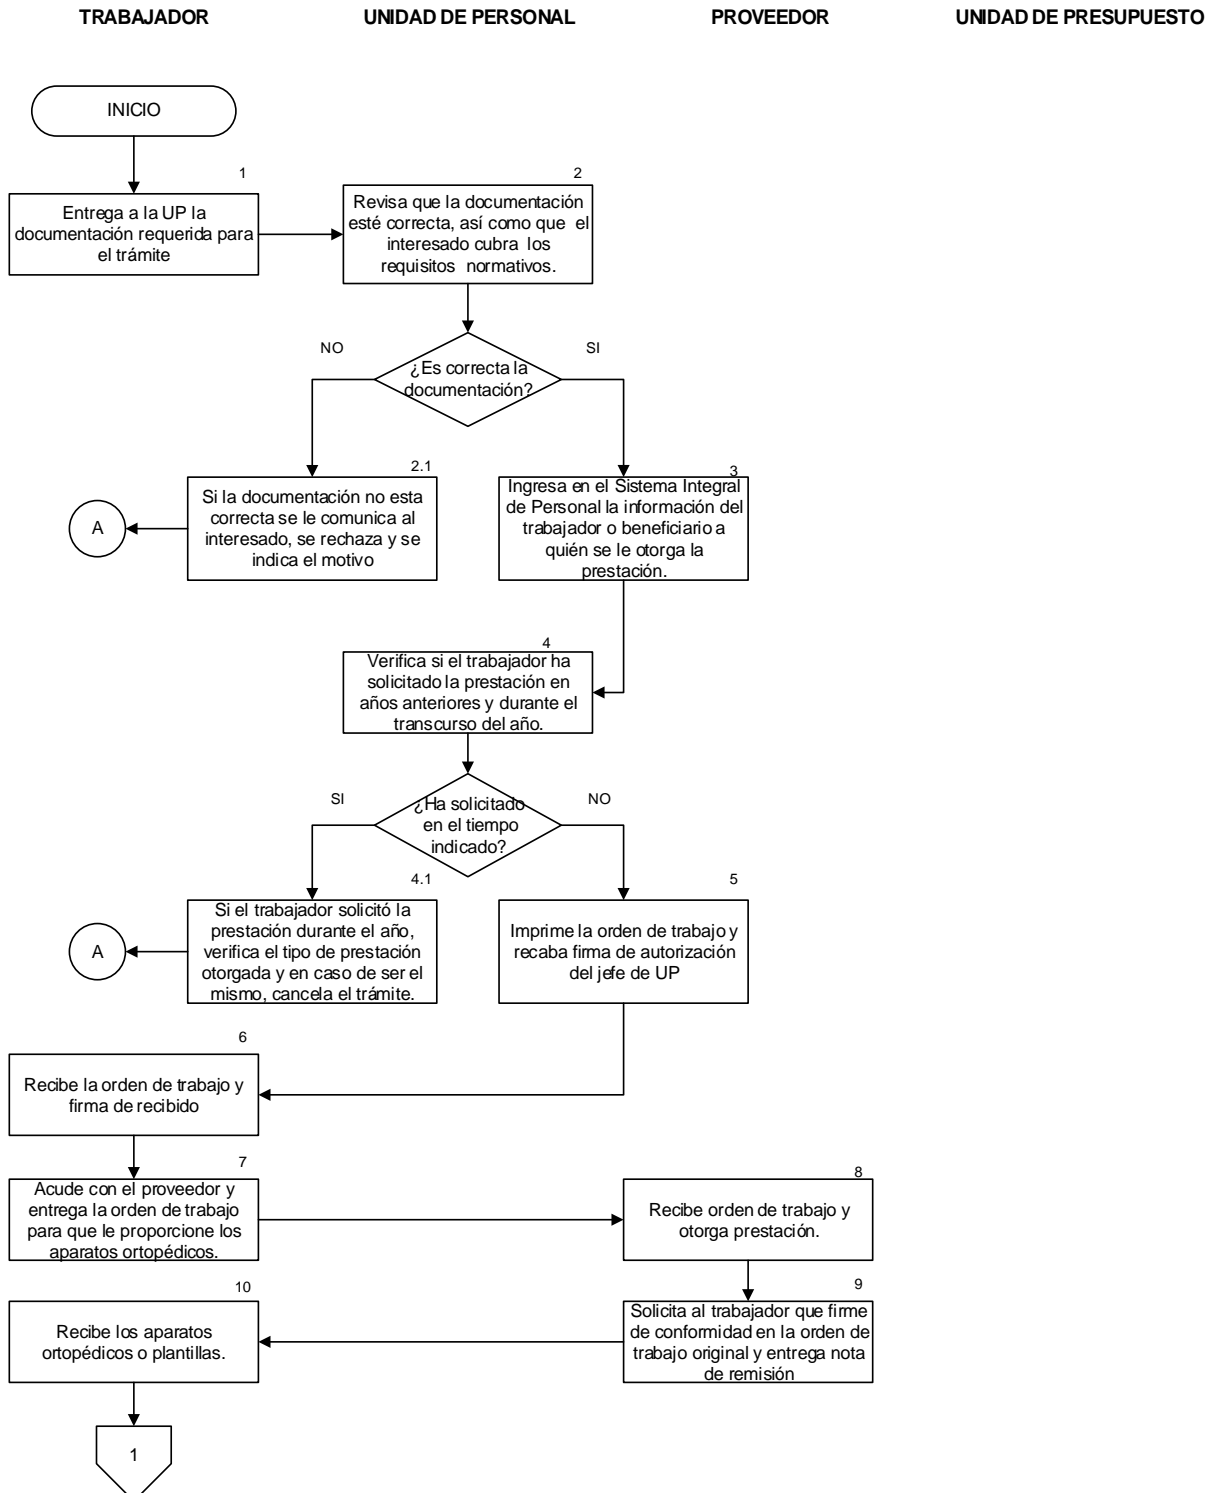 TRABAJADOR UNIDAD DE PERSONAL PROVEEDOR UNIDAD DE PRESUPUESTO
INICIO
1
Entrega a la UP la
documentación requerida para
el trámite
2
Revisa que la documentación
esté correcta, así como que el
interesado cubra los
requisitos normativos.
NO
SI
¿Es correcta la
documentación?
2.1
Si la documentación no esta
correcta se le comunica al
interesado, se rechaza y se
indica el motivo
A
3
Ingresa en el Sistema Integral
de Personal la información del
trabajador o beneficiario a
quién se le otorga la
prestación.
4
Verifica si el trabajador ha
solicitado la prestación en
años anteriores y durante el
transcurso del año.
SI
NO
¿Ha solicitado
en el tiempo
indicado?
4.1
Si el trabajador solicitó la
prestación durante el año,
verifica el tipo de prestación
otorgada y en caso de ser el
mismo, cancela el trámite.
A
5
Imprime la orden de trabajo y
recaba firma de autorización
del jefe de UP
6
Recibe la orden de trabajo y
firma de recibido
7
Acude con el proveedor y
entrega la orden de trabajo
para que le proporcione los
aparatos ortopédicos.
8
Recibe orden de trabajo y
otorga prestación.
9
Solicita al trabajador que firme
de conformidad en la orden de
trabajo original y entrega nota
de remisión
10
Recibe los aparatos
ortopédicos o plantillas.
1